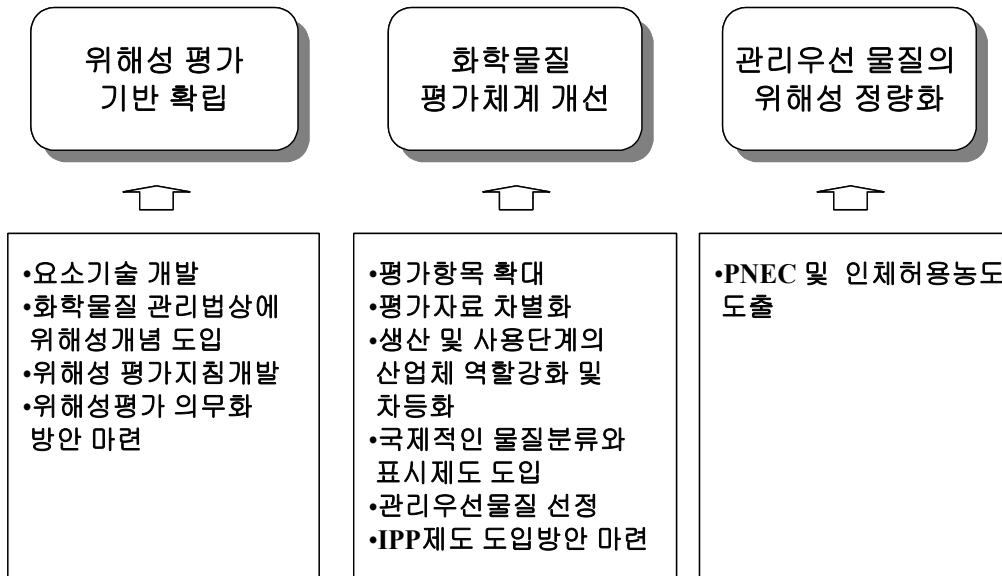 위해성 평가
기반 확립
화학물질
평가체계 개선
관리우선 물질의
위해성 정량화
•요소기술 개발
•화학물질 관리법상에
위해성개념 도입
•위해성 평가지침개발
•위해성평가 의무화
방안 마련
•평가항목 확대
•평가자료 차별화
•생산 및 사용단계의
산업체 역할강화 및
차등화
•국제적인 물질분류와
표시제도 도입
•관리우선물질 선정
•IPP제도 도입방안 마련
•PNEC 및 인체허용농도
도출